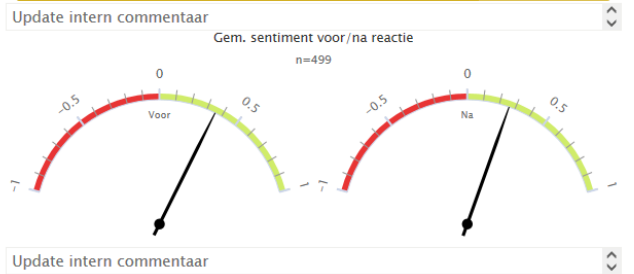 Update intern commentaar
Gem. sentiment voor/na reactie
n=499
-1
-0.5
0
0.5
1
Voor
-1
-0.5
0
0.5
1
Na
Update intern commentaar